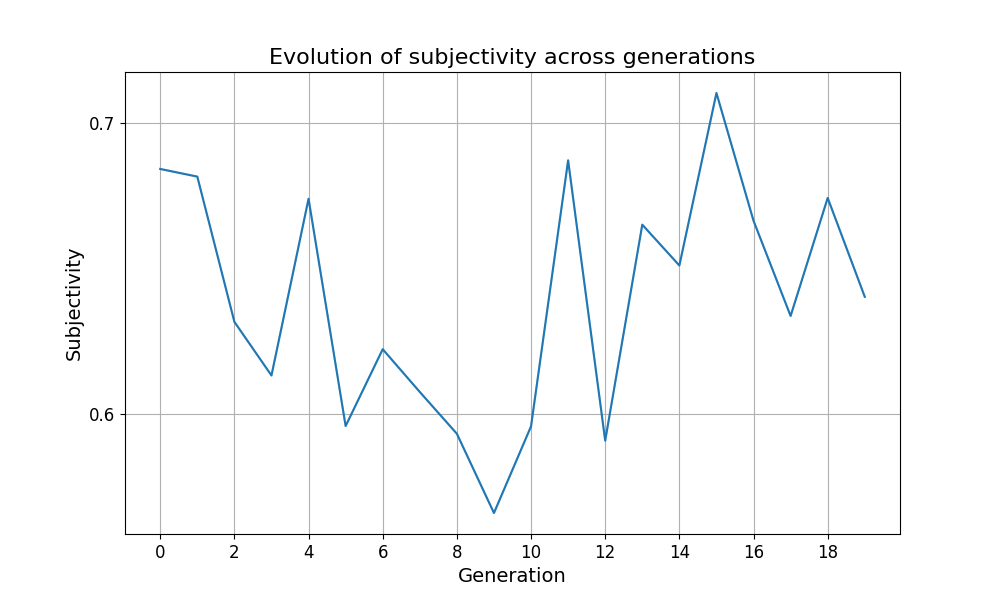 Evolution of subjectivity across generations
0.7
0.6
Subjectivity
0 2 4 6 8 10 12 14 16 18
Generation